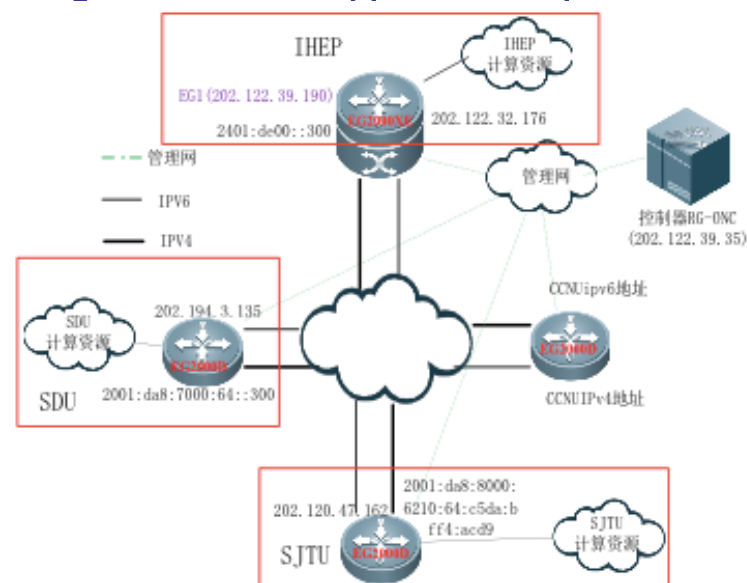 IHEP
IHEP
计算资源
EG1(202.122.39.190)
EG2000XE
202.122.32.176
2401:de00::300
管理网
IPV6
IPV4
管理网
控制器RG-ONC
(202.122.39.35)
202.194.3.135
SDU
计算资源
EG2000D
SDU
2001:da8:7000:64::300
CCNUipv6地址
EG2000D
CCNUIPv4地址
2001:da8:8000:
6210:64:c5da:b
ff4:acd9
202.120.47.162
SJTU
EG2000D
SJTU
计算资源